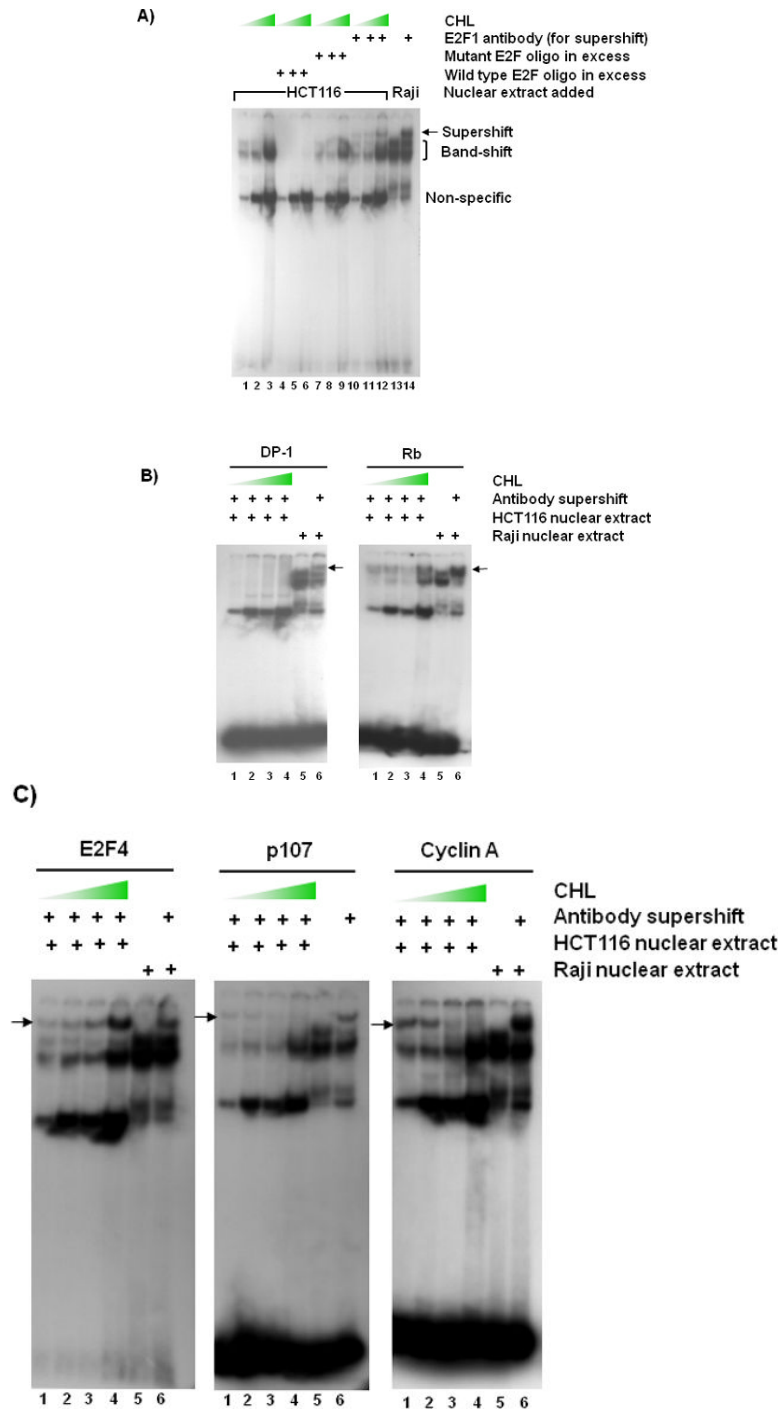 A)
CHL
+ + + + E2F1 antibody (for supershift)
+ + + Mutant E2F oligo in excess
+ + + Wild type E2F oligo in excess
HCT116 Raji Nuclear extract added
Supershift
Band-shift
Non-specific
1 2 3 4 5 6 7 8 9 10 11 12 13 14
DP-1 Rb
B)
CHL
+ + + + + + + + + + Antibody supershift
+ + + + + + + + HCT116 nuclear extract
+ + + + Raji nuclear extract
1 2 3 4 5 6 1 2 3 4 5 6
C)
E2F4 p107 Cyclin A
CHL
+ + + + + + + + + + + + + + + Antibody supershift
+ + + + + + + + + + + + HCT116 nuclear extract
+ + + + Raji nuclear extract
1 2 3 4 5 6 1 2 3 4 5 6 1 2 3 4 5 6